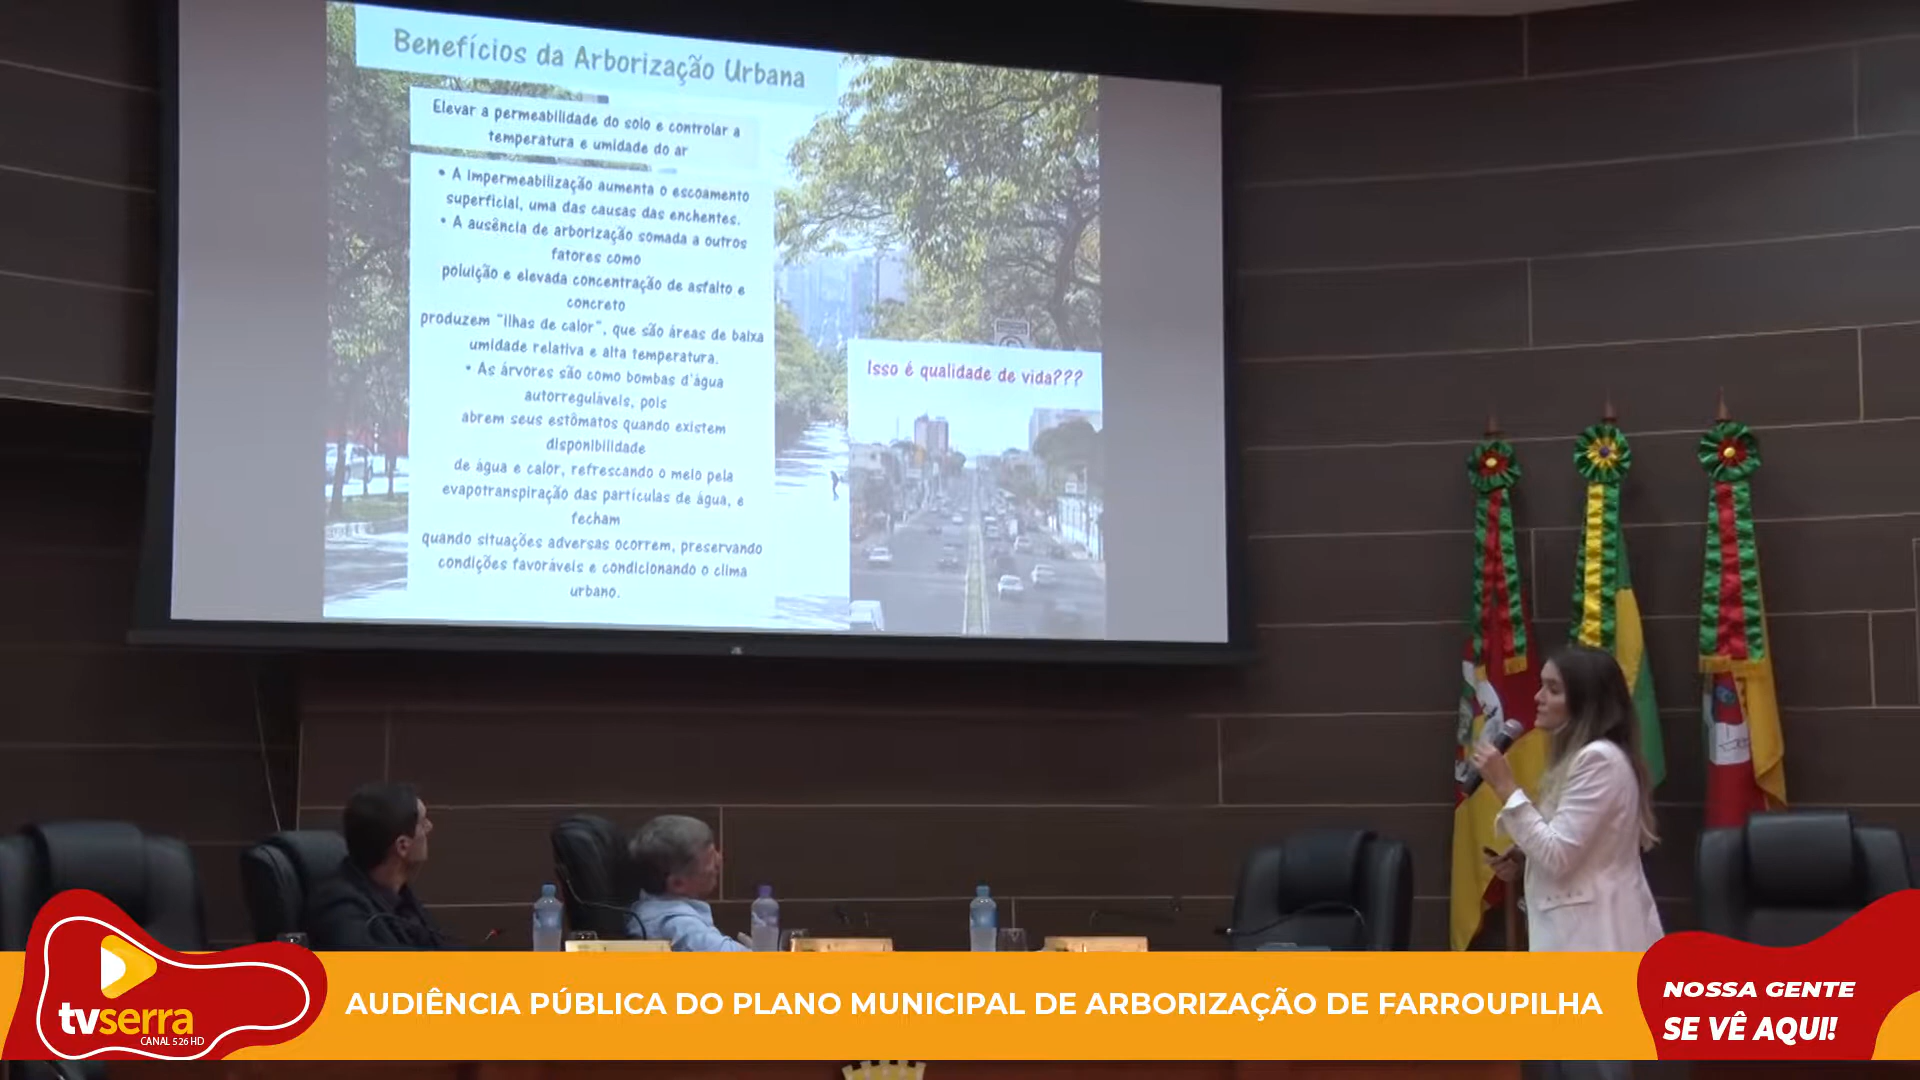 Benefícios da Arborização Urbana
Elevar a permeabilidade do solo e controlar a
temperatura e umidade do ar
• A impermeabilização aumenta o escoamento
superficial, uma das causas das enchentes.
• A ausência de arborização somada a outros
fatores como
poluição e elevada concentração de asfalto e
concreto
produzem "ilhas de calor", que são áreas de baixa
umidade relativa e alta temperatura.
• As árvores são como bombas d'água
autorreguláveis, pois
abrem seus estômatos quando existem
disponibilidade
de água e calor, refrescando o meio pela
evapotranspiração das partículas de água, e
fecham
quando situações adversas ocorrem, preservando
condições favoráveis e condicionando o clima
urbano.
Isso é qualidade de vida???
tvserra
CANAL 526 HD
AUDIÊNCIA PÚBLICA DO PLANO MUNICIPAL DE ARBORIZAÇÃO DE FARROUPILHA
NOSSA GENTE
SE VÊ AQUI!